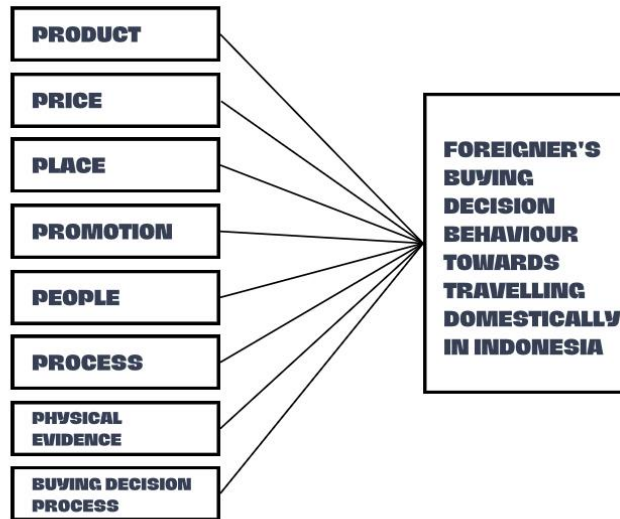 PRODUCT
PRICE
PLACE
PROMOTION
PEOPLE
PROCESS
PHYSICAL
EVIDENCE
BUYING DECISION
PROCESS
FOREIGNER'S
BUYING
DECISION
BEHAVIOUR
TOWARDS
TRAVELLING
DOMESTICALLY
IN INDONESIA